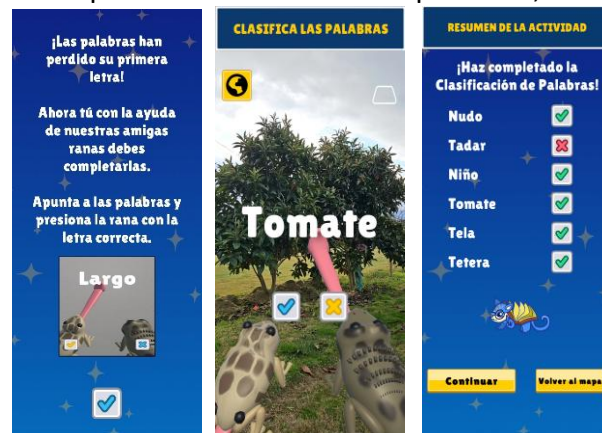 ¡Las palabras han
perdido su primera
letra!
Ahora tú con la ayuda
de nuestras amigas
ranas debes
completarlas.
Apunta a las palabras y
presiona la rana con la
letra correcta.
Largo
CLASIFICA LAS PALABRAS
Tomate
RESUMEN DE LA ACTIVIDAD
¡Haz completado la
Clasificación de Palabras!
Nudo
Tadar
Niño
Tomate
Tela
Tetera
Continuar
Volver al mapa